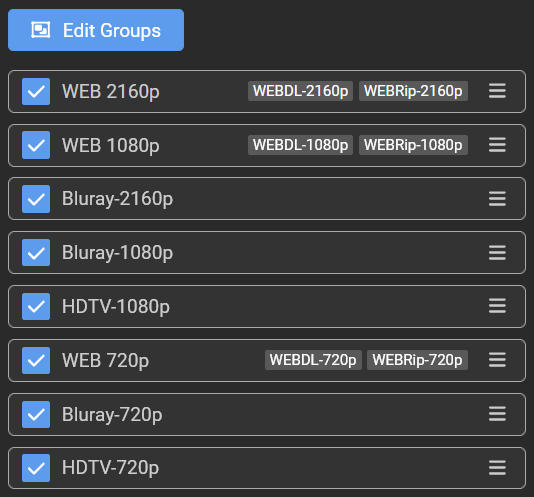 Edit Groups
WEB 2160p WEBDL-2160p WEBRip-2160p
WEB 1080p WEBDL-1080p WEBRip-1080p
Bluray-2160p
Bluray-1080p
HDTV-1080p
WEB 720p WEBDL-720p WEBRip-720p
Bluray-720p
HDTV-720p